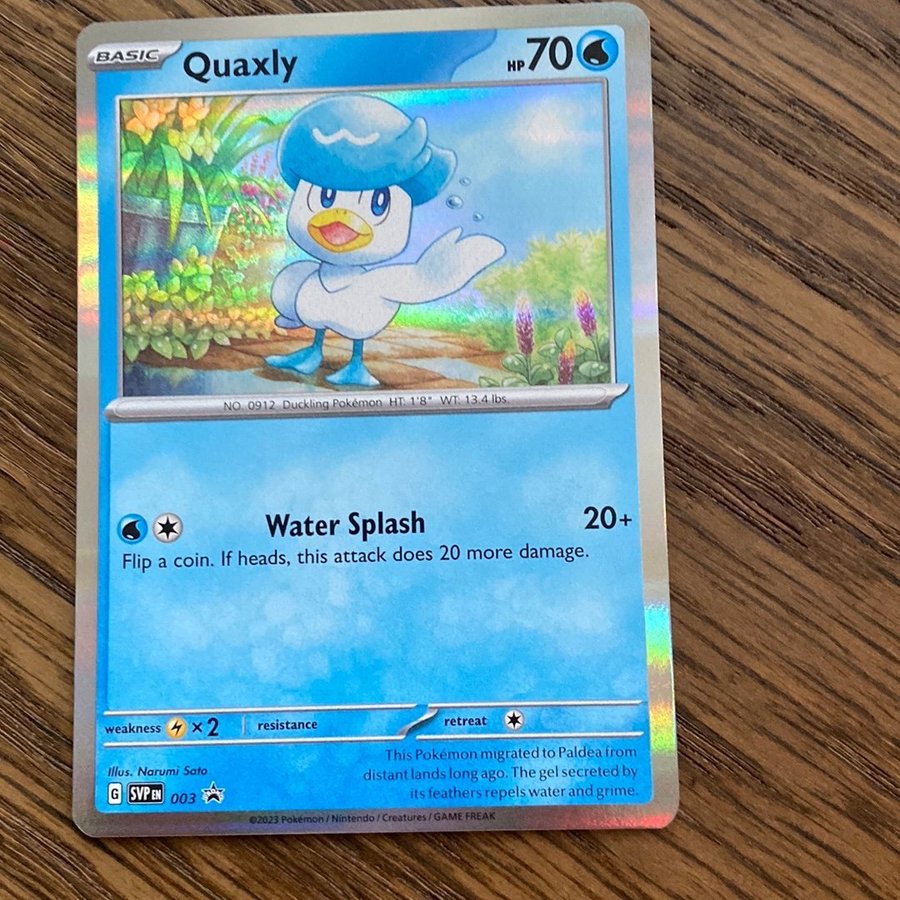 BASIC Quaxly HP 70
NO. 0912 Duckling Pokémon HT: 1'8" WT: 13.4 lbs.
Water Splash 20+
Flip a coin. If heads, this attack does 20 more damage.
weakness ×2 resistance retreat
Illus. Narumi Sato
G SVP EN 003
This Pokémon migrated to Paldea from
distant lands long ago. The gel secreted by
its feathers repels water and grime.
©2023 Pokémon / Nintendo / Creatures / GAME FREAK